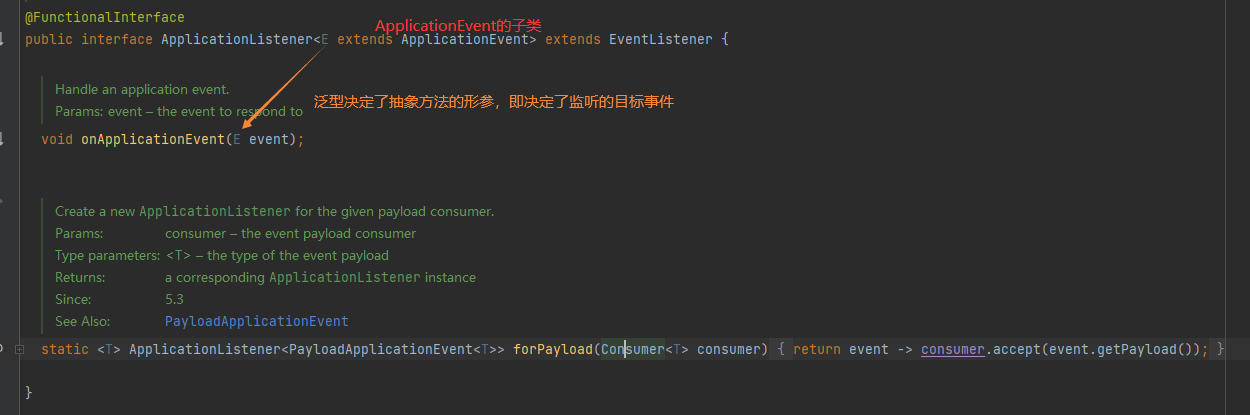 @FunctionalInterface
ApplicationEvent的子类
public interface ApplicationListener<E extends ApplicationEvent> extends EventListener {
Handle an application event.
泛型决定了抽象方法的形参，即决定了监听的目标事件
Params: event – the event to respond to
void onApplicationEvent(E event);
Create a new ApplicationListener for the given payload consumer.
Params: consumer – the event payload consumer
Type parameters: <T> – the type of the event payload
Returns: a corresponding ApplicationListener instance
Since: 5.3
See Also: PayloadApplicationEvent
static <T> ApplicationListener<PayloadApplicationEvent<T>> forPayload(Consumer<T> consumer) { return event -> consumer.accept(event.getPayload()); }
}